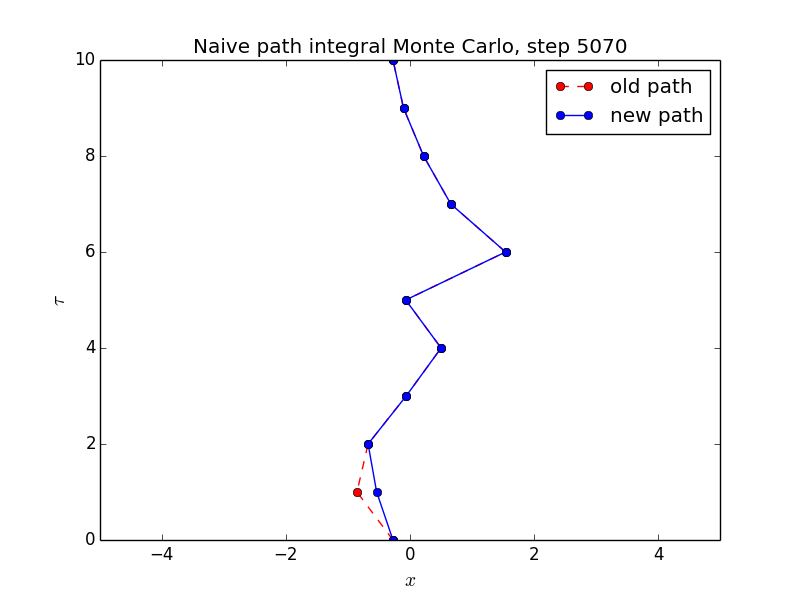 Naive path integral Monte Carlo, step 5070
old path
new path
10
8
6
4
2
0
τ
−4 −2 0 2 4
x